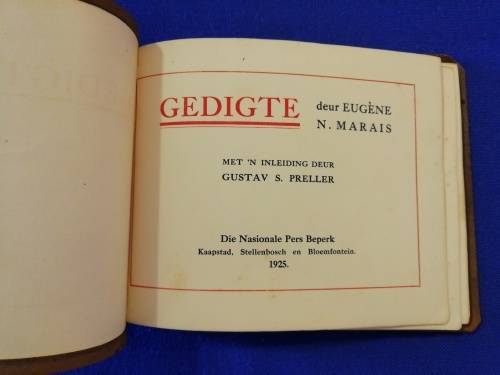 GEDIGTE deur EUGÈNE
N. MARAIS
MET 'N INLEIDING DEUR
GUSTAV S. PRELLER
Die Nasionale Pers Beperk
Kaapstad, Stellenbosch en Bloemfontein.
1925.